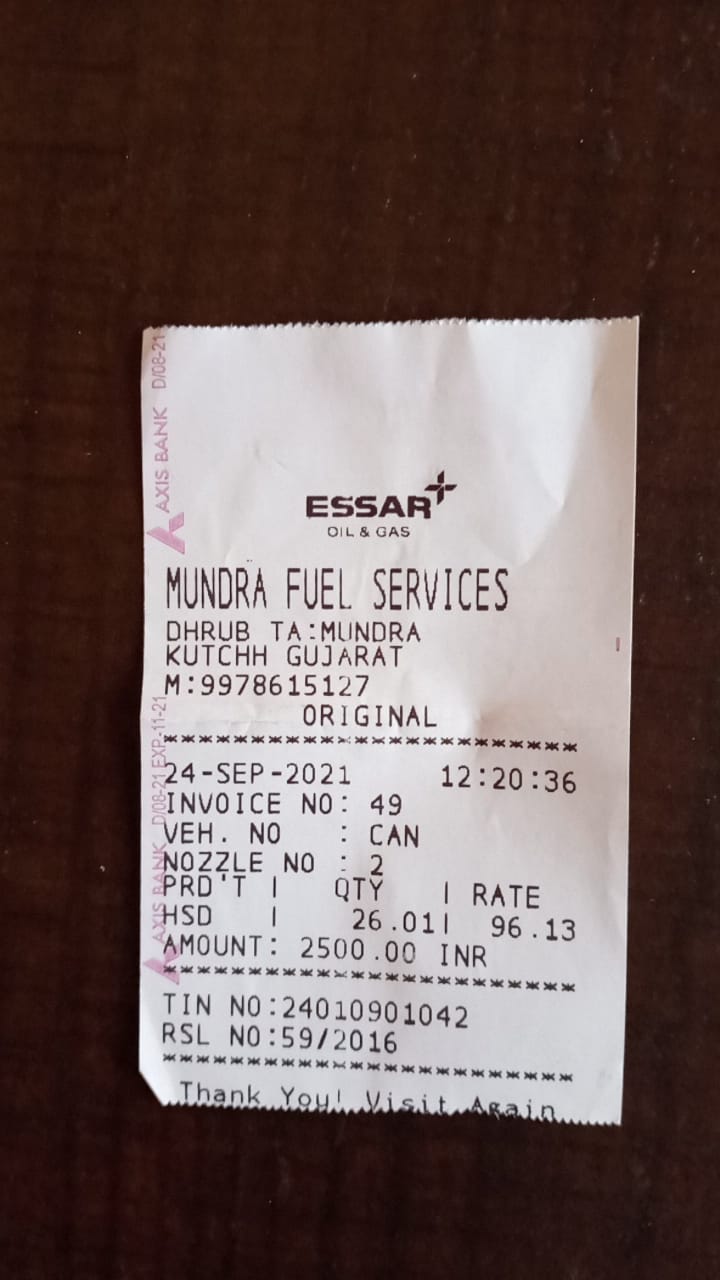 ESSAR
OIL & GAS
MUNDRA FUEL SERVICES
DHRUB TA:MUNDRA
KUTCHH GUJARAT
M:9978615127
ORIGINAL
*****************************
24-SEP-2021 12:20:36
INVOICE NO: 49
VEH. NO : CAN
NOZZLE NO : 2
PRD'T | QTY | RATE
HSD | 26.01| 96.13
AMOUNT: 2500.00 INR
*****************************
TIN NO:24010901042
RSL NO:59/2016
*****************************
Thank You! Visit Again
AXIS BANK D/08-21
AXIS BANK D/08-21 EXP-11-21